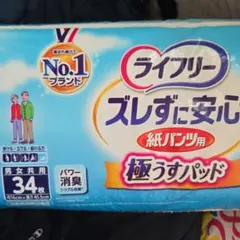 No.1
ブランド
ライフリー
ズレずに安心
紙パンツ用
極うすパッド
男女共用
34枚
パワー
消臭